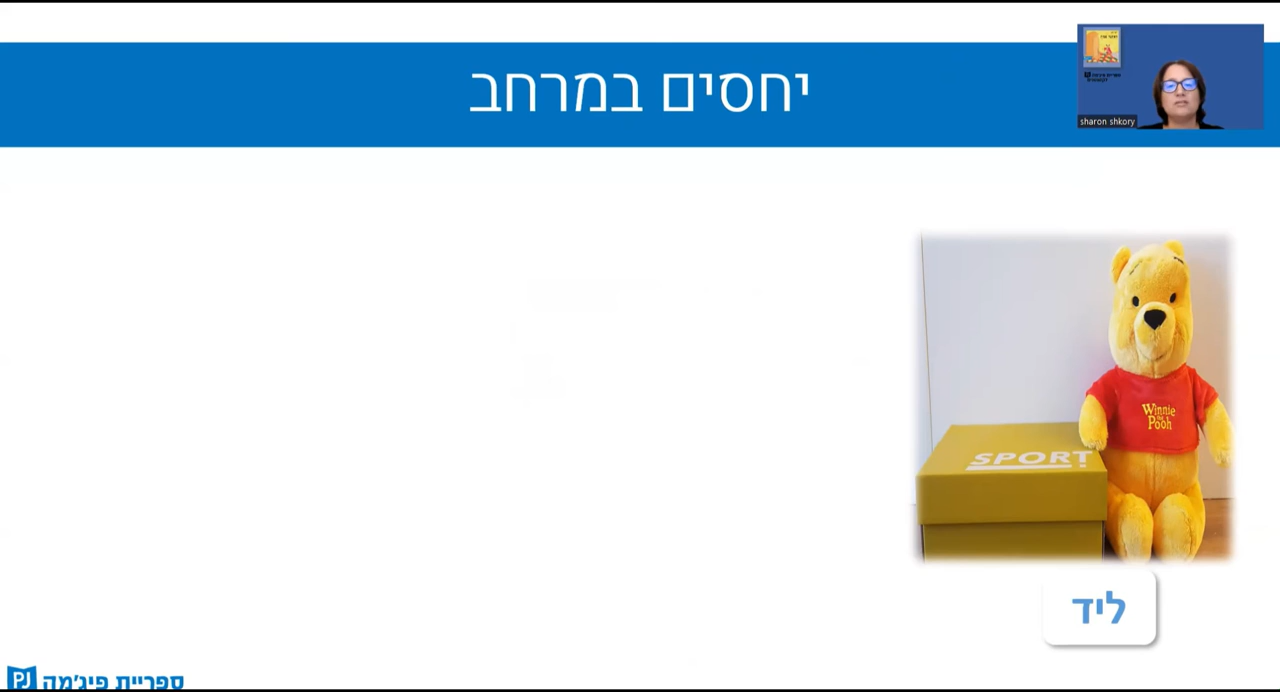 יחסים במרחב
sharon shkory
Winnie
the
Pooh
SPORT
ליד
PJ ספריית פיג'מה